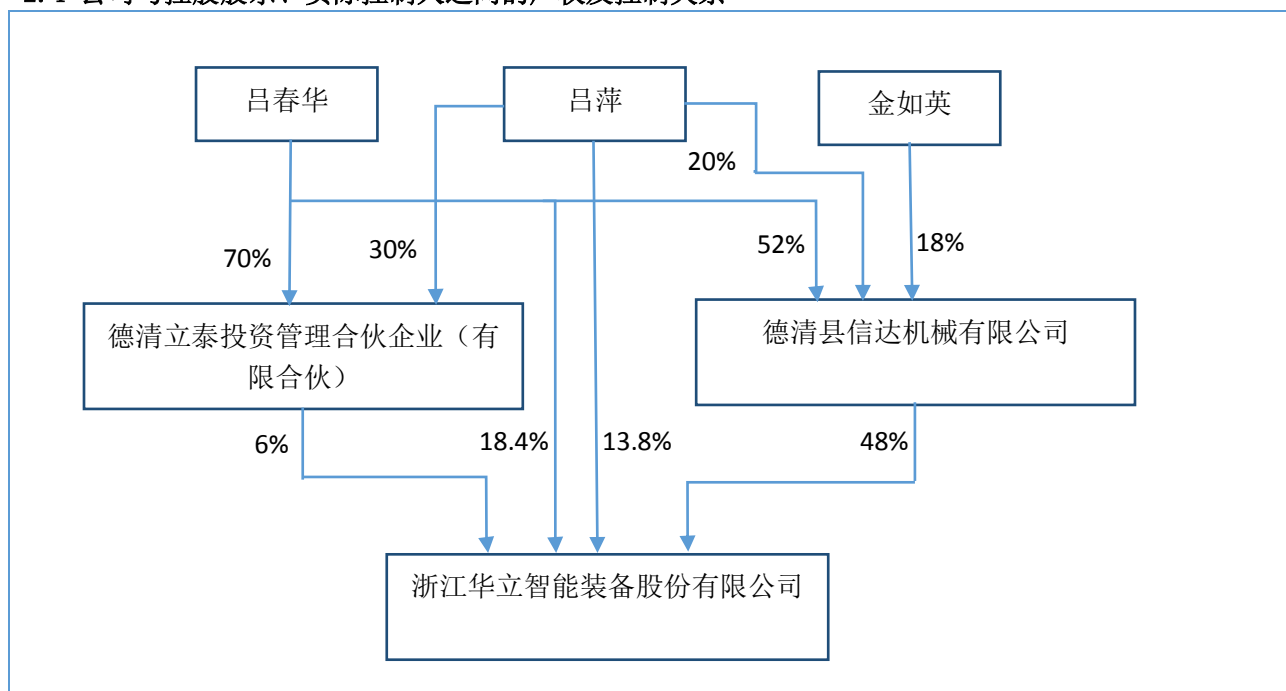 吕春华
吕萍
金如英
20%
70%
30%
52%
18%
德清立泰投资管理合伙企业（有
限合伙）
德清县信达机械有限公司
6%
18.4%
13.8%
48%
浙江华立智能装备股份有限公司